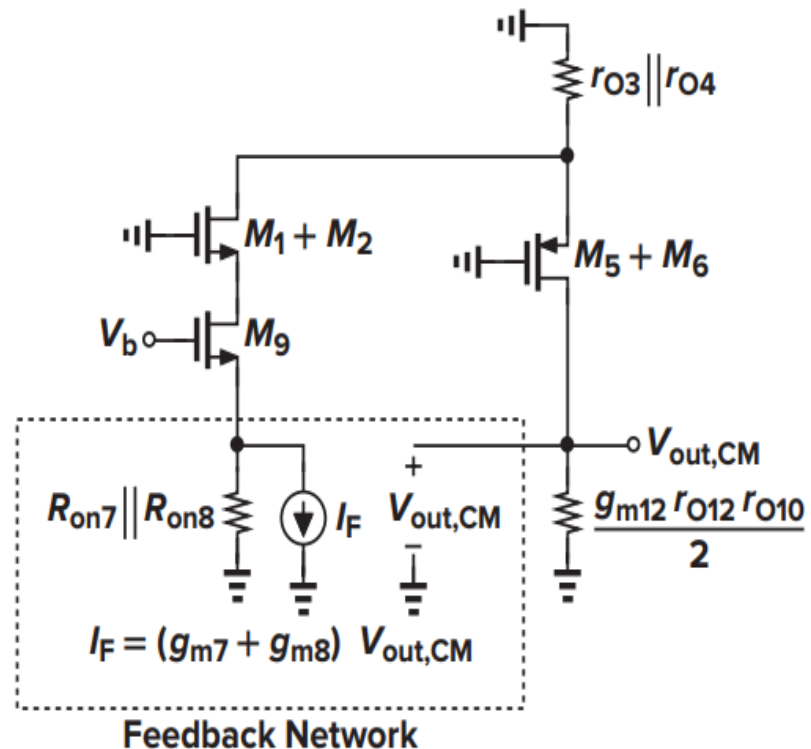 rO3||rO4
M1 + M2
M5 + M6
Vb
M9
Vout,CM
Ron7||Ron8
IF
+
Vout,CM
−
gm12 rO12 rO10
2
IF = (gm7 + gm8) Vout,CM
Feedback Network